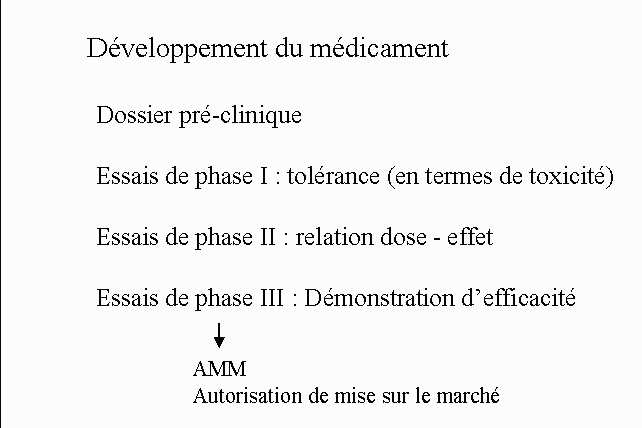 Développement du médicament
Dossier pré-clinique
Essais de phase I : tolérance (en termes de toxicité)
Essais de phase II : relation dose - effet
Essais de phase III : Démonstration d’efficacité
AMM
Autorisation de mise sur le marché